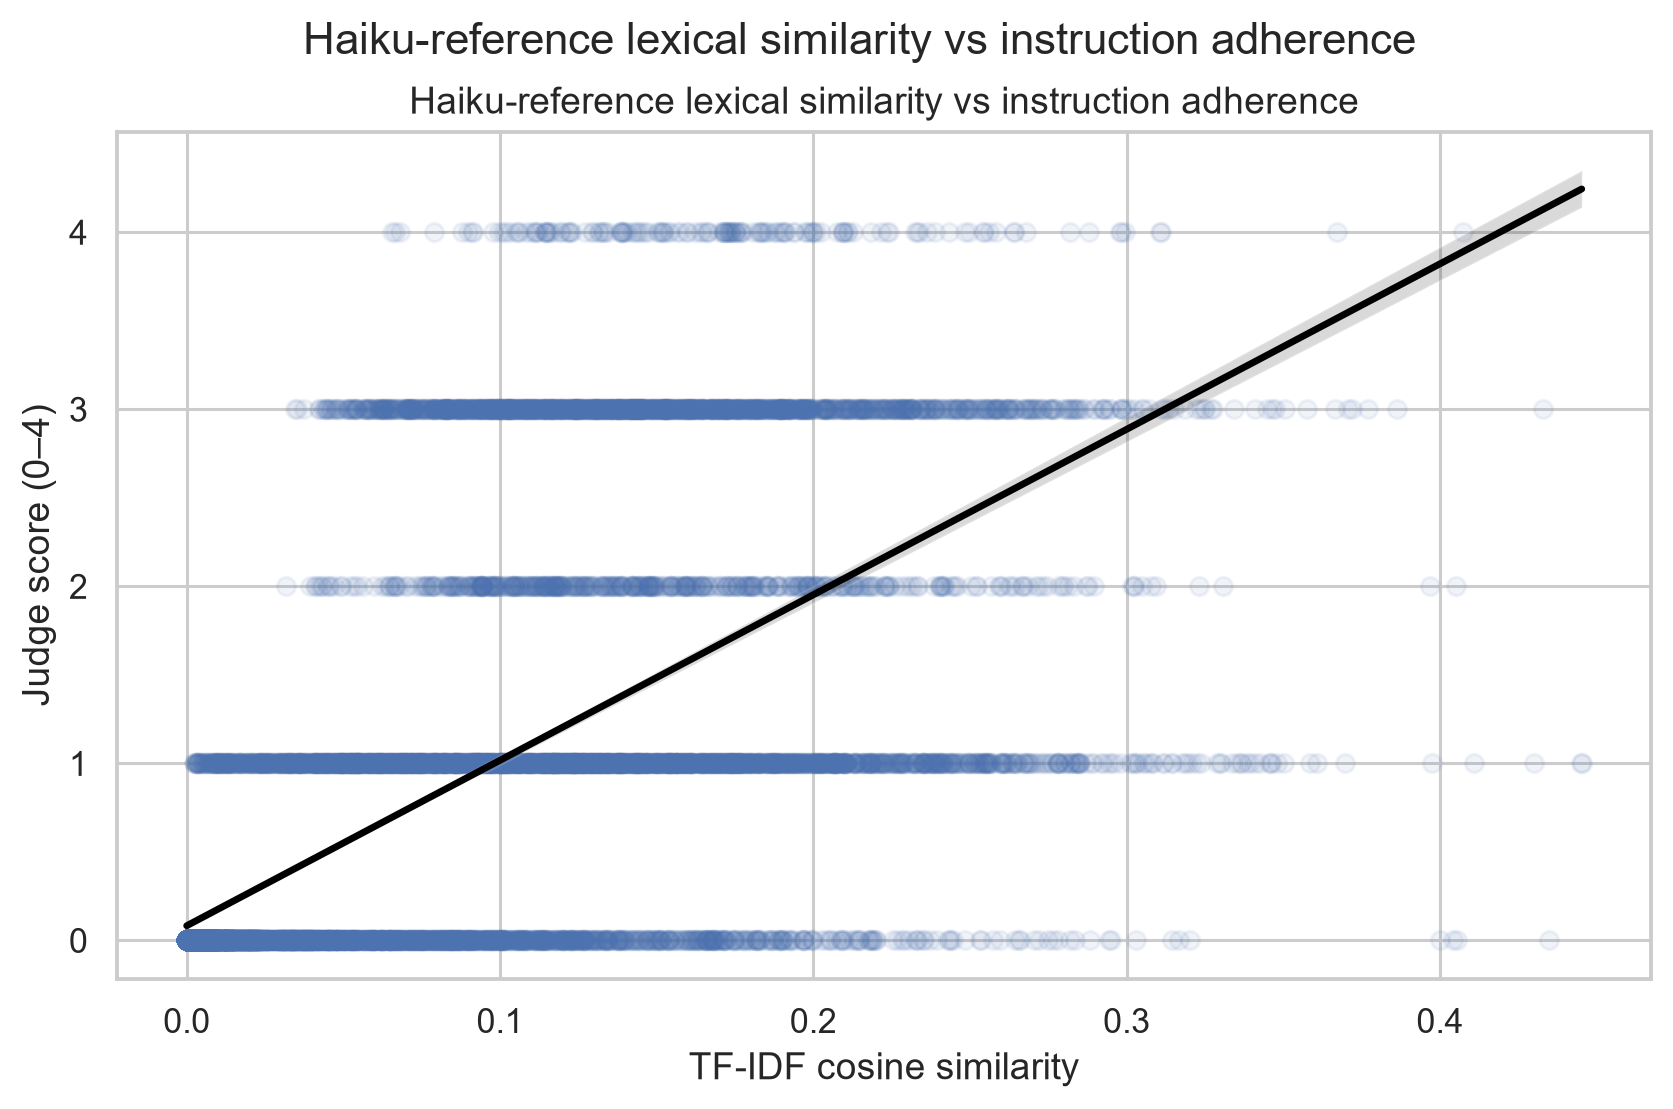 Haiku-reference lexical similarity vs instruction adherence
Haiku-reference lexical similarity vs instruction adherence
Judge score (0–4)
4
3
2
1
0
0.0 0.1 0.2 0.3 0.4
TF-IDF cosine similarity